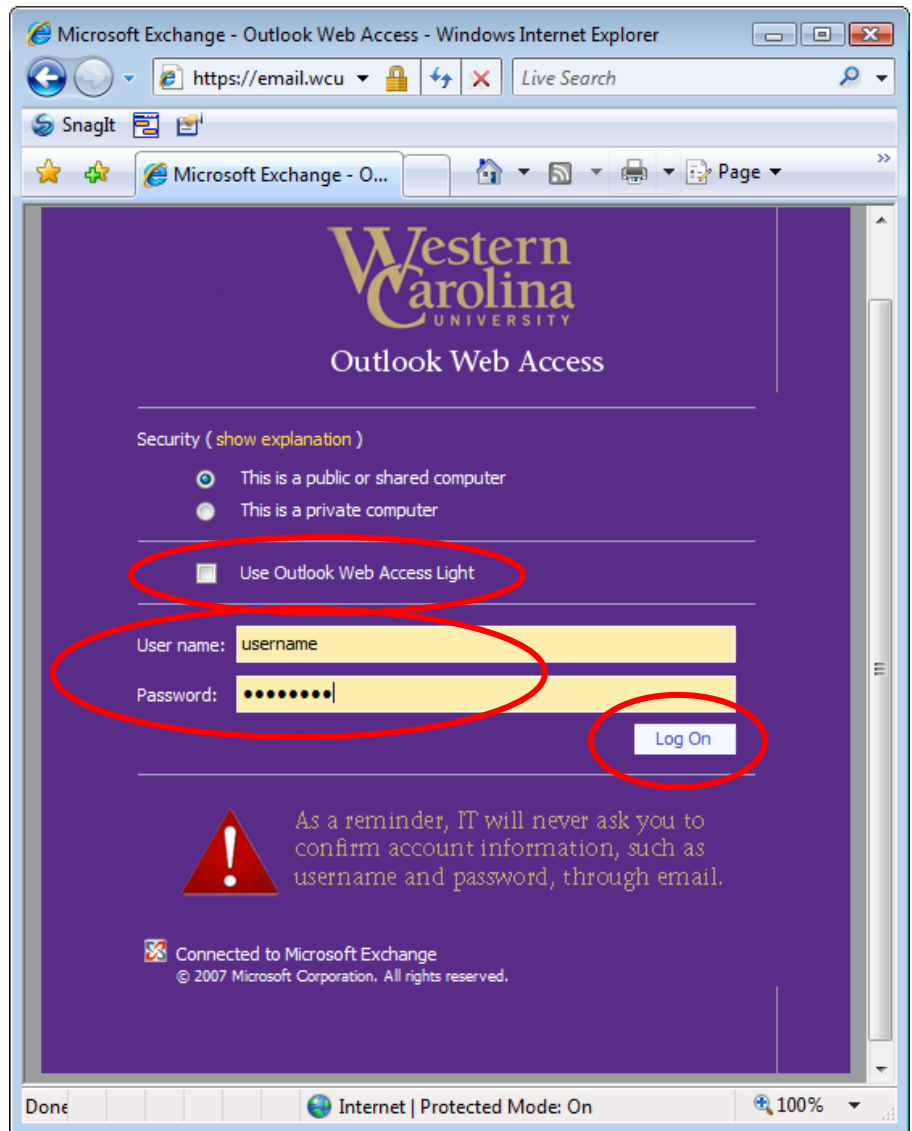 Microsoft Exchange - Outlook Web Access - Windows Internet Explorer
https://email.wcu
Live Search
SnagIt
Microsoft Exchange - O...
Page
Western
Carolina
UNIVERSITY
Outlook Web Access
Security ( show explanation )
This is a public or shared computer
This is a private computer
Use Outlook Web Access Light
User name: username
Password: ●●●●●●●●
Log On
As a reminder, IT will never ask you to
confirm account information, such as
username and password, through email.
Connected to Microsoft Exchange
© 2007 Microsoft Corporation. All rights reserved.
Done
Internet | Protected Mode: On
100%